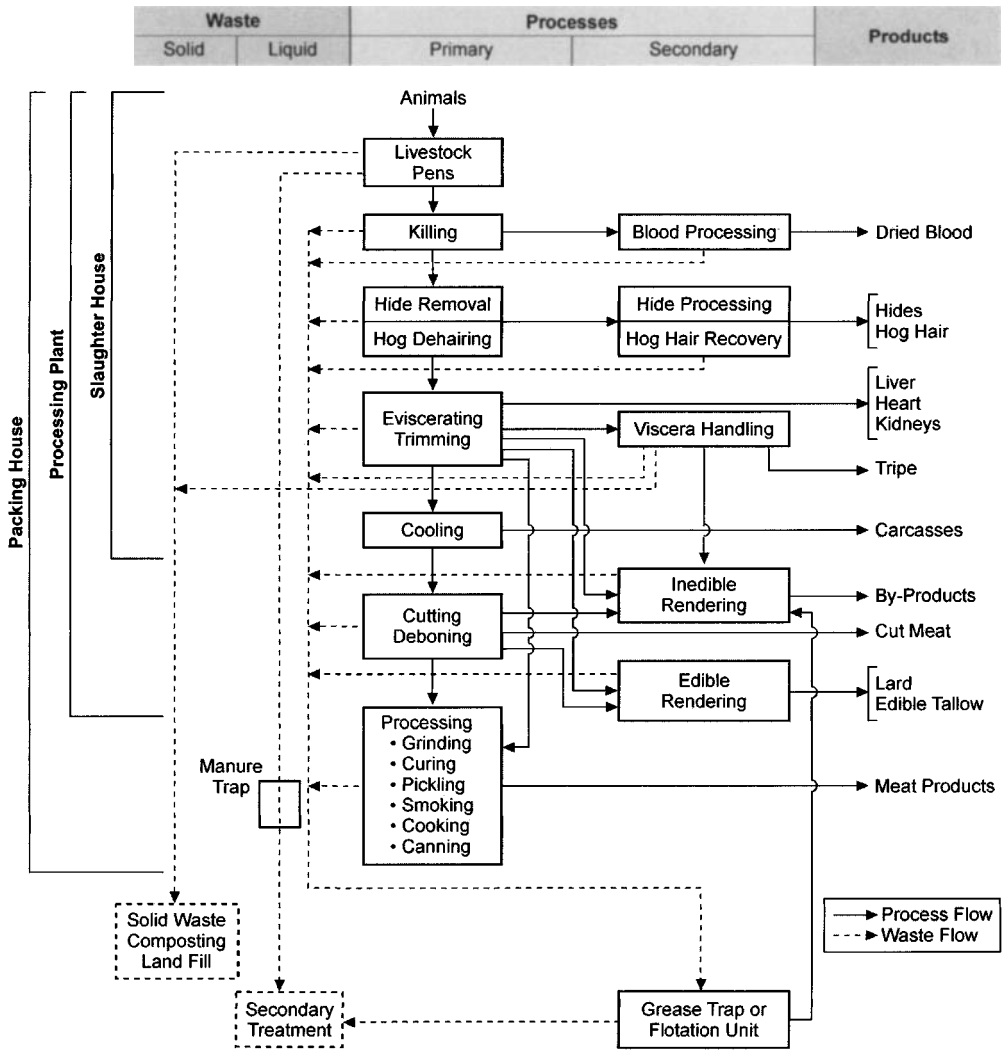 Waste
Processes
Products
Solid
Liquid
Primary
Secondary
Animals
Livestock
Pens
Killing
Blood Processing
Dried Blood
Hide Removal
Hog Dehairing
Hide Processing
Hog Hair Recovery
Hides
Hog Hair
Eviscerating
Trimming
Viscera Handling
Liver
Heart
Kidneys
Tripe
Cooling
Carcasses
Inedible
Rendering
By-Products
Cutting
Deboning
Cut Meat
Edible
Rendering
Lard
Edible Tallow
Processing
• Grinding
• Curing
• Pickling
• Smoking
• Cooking
• Canning
Meat Products
Manure
Trap
Packing House
Processing Plant
Slaughter House
Solid Waste
Composting
Land Fill
Secondary
Treatment
Grease Trap or
Flotation Unit
Process Flow
Waste Flow